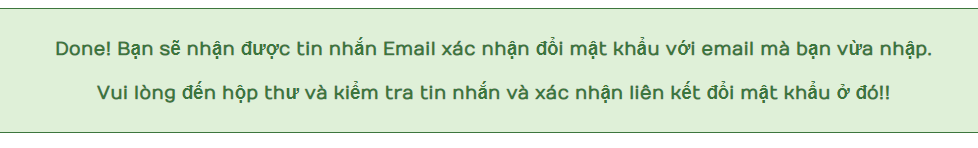 Done! Bạn sẽ nhận được tin nhắn Email xác nhận đổi mật khẩu với email mà bạn vừa nhập.
Vui lòng đến hộp thư và kiểm tra tin nhắn và xác nhận liên kết đổi mật khẩu ở đó!!